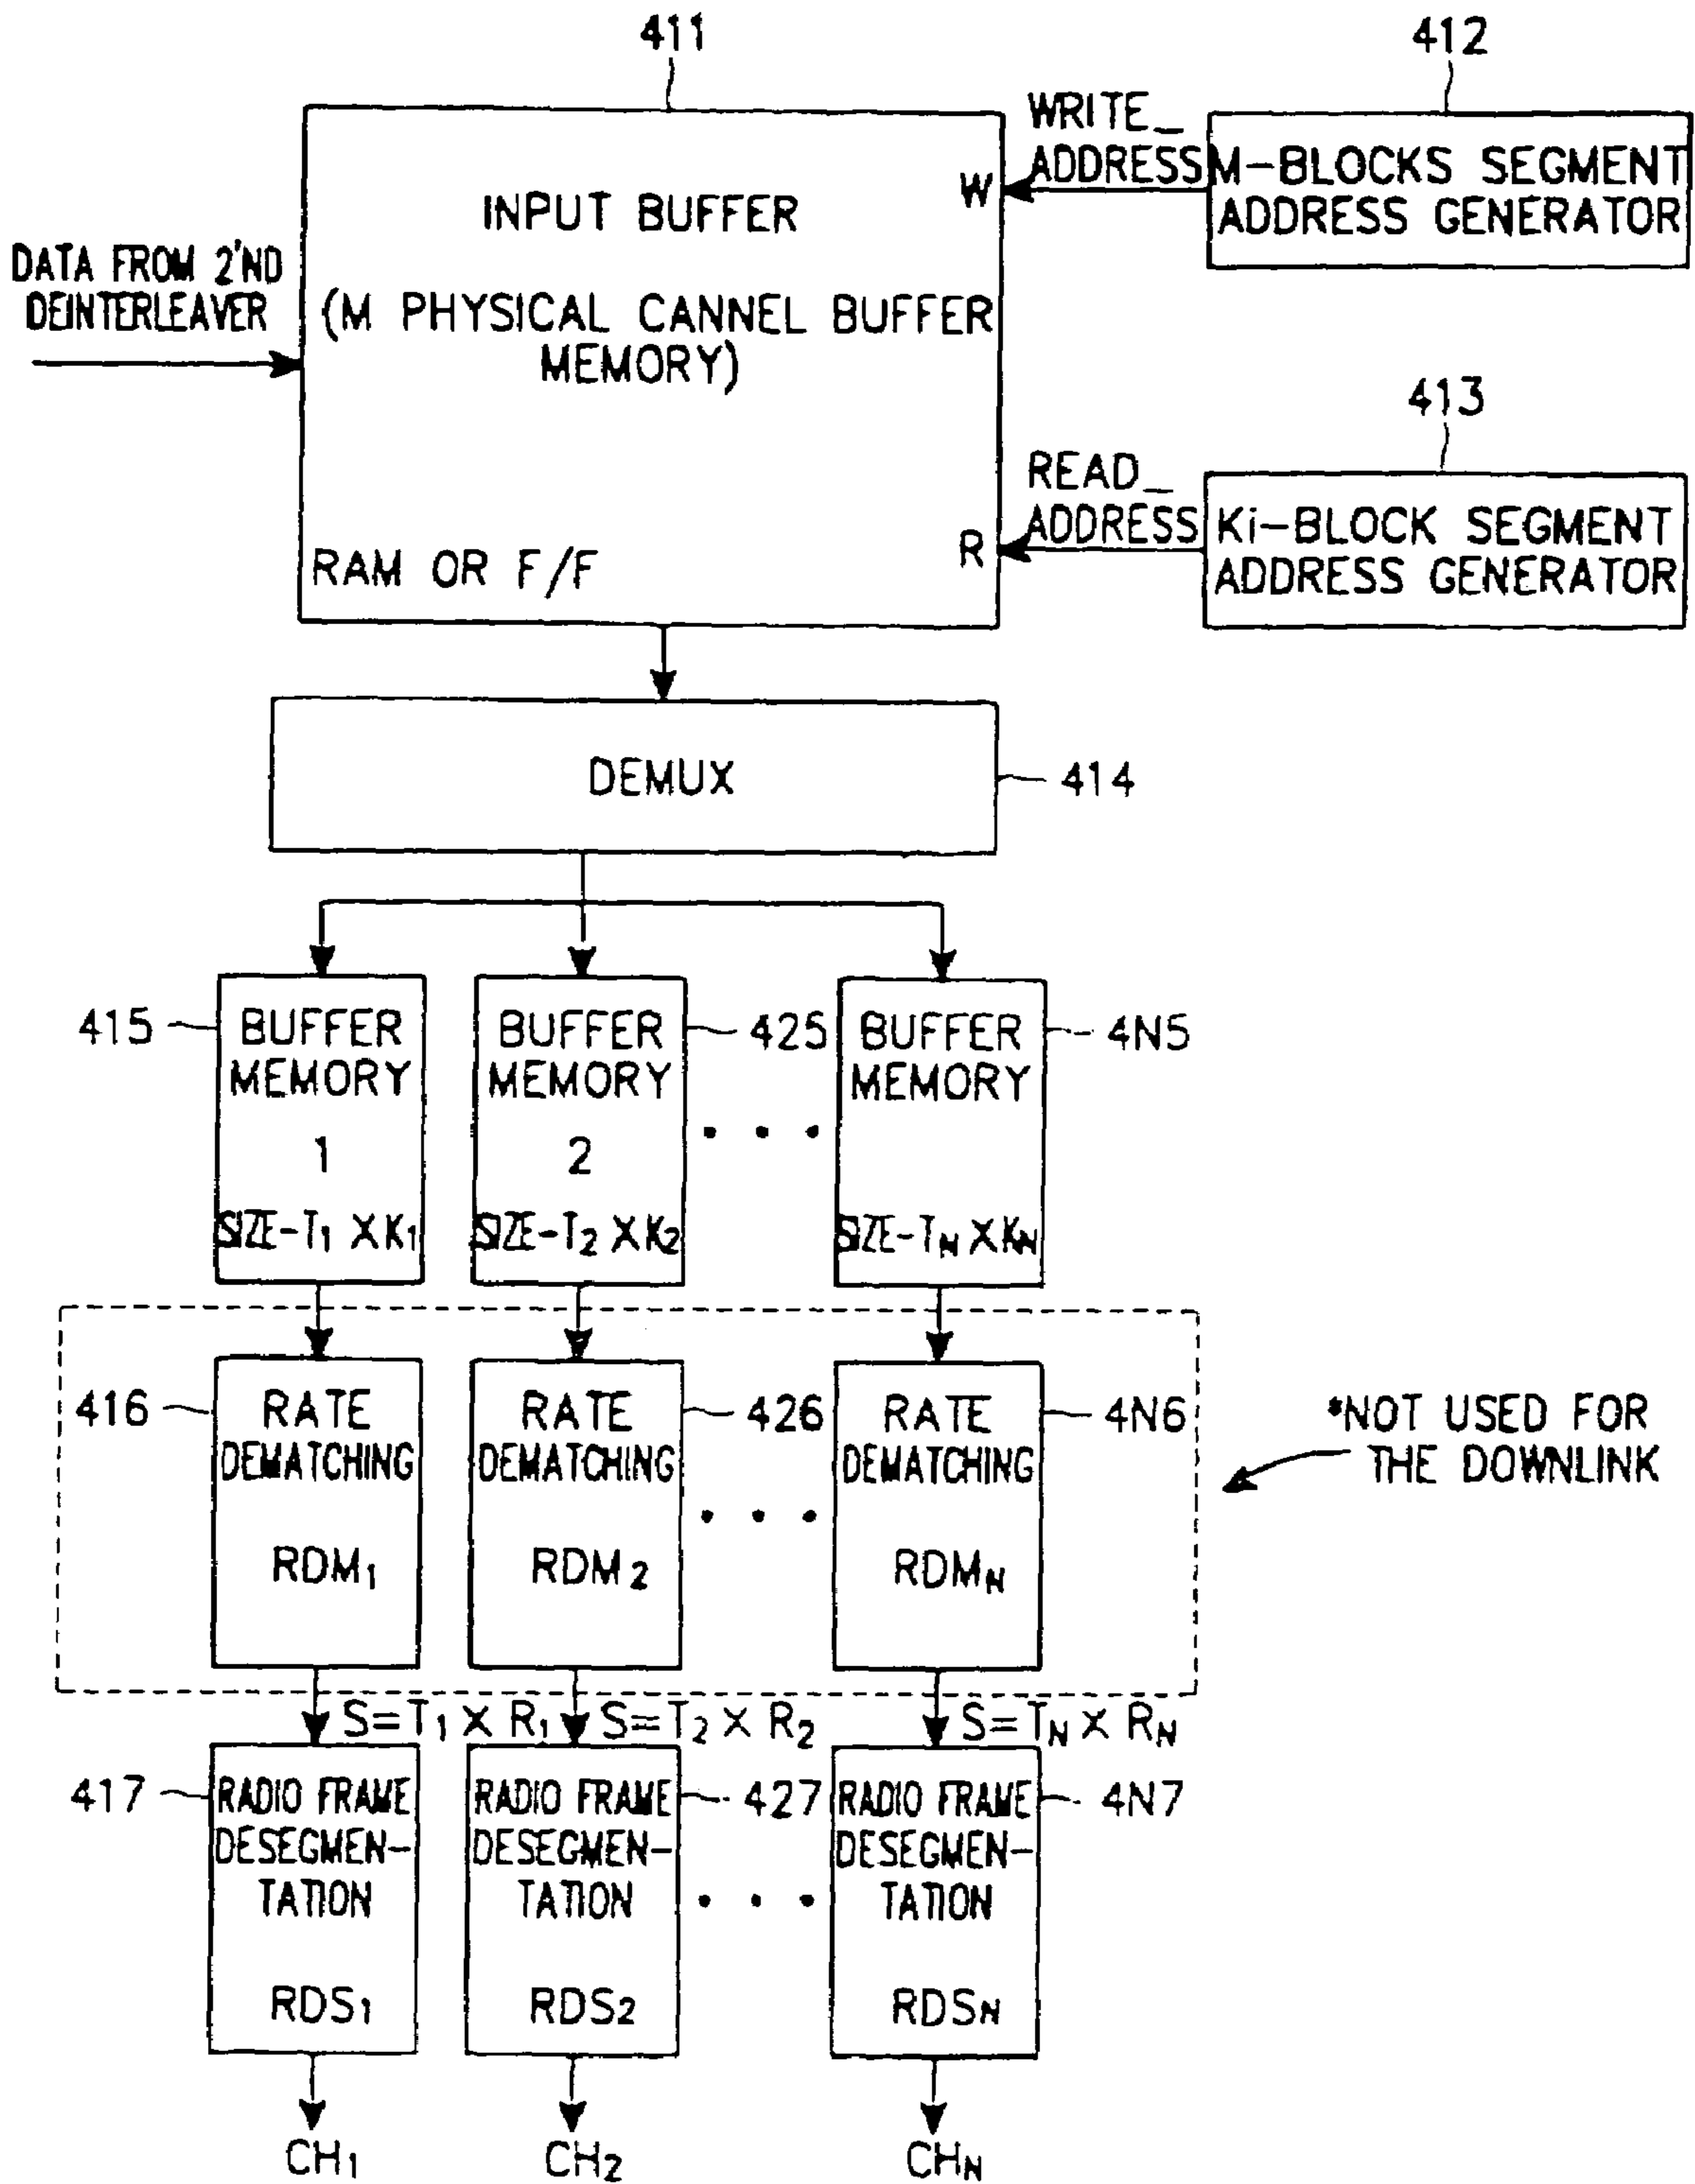 411
412
WRITE_
ADDRESS
M-BLOCKS SEGMENT
ADDRESS GENERATOR
W
INPUT BUFFER
DATA FROM 2'ND
DEINTERLEAVER
(M PHYSICAL CANNEL BUFFER
MEMORY)
413
READ_
ADDRESS
Ki-BLOCK SEGMENT
ADDRESS GENERATOR
R
RAM OR F/F
DEMUX
414
415
BUFFER
MEMORY
1
SIZE-T1 XK1
BUFFER
MEMORY
2
SIZE-T2 XK2
425
BUFFER
MEMORY
SIZE-TN XKN
4N5
• • •
416
RATE
DEMATCHING
RDM1
RATE
DEMATCHING
RDM2
426
RATE
DEMATCHING
RDMN
4N6
• • •
*NOT USED FOR
THE DOWNLINK
S=T1 X R1
S=T2 X R2
S=TN X RN
417
RADIO FRAME
DESEGMEN-
TATION
RDS1
RADIO FRAME
DESEGMEN-
TATION
RDS2
427
RADIO FRAME
DESEGMEN-
TATION
RDSN
4N7
• • •
CH1
CH2
CHN